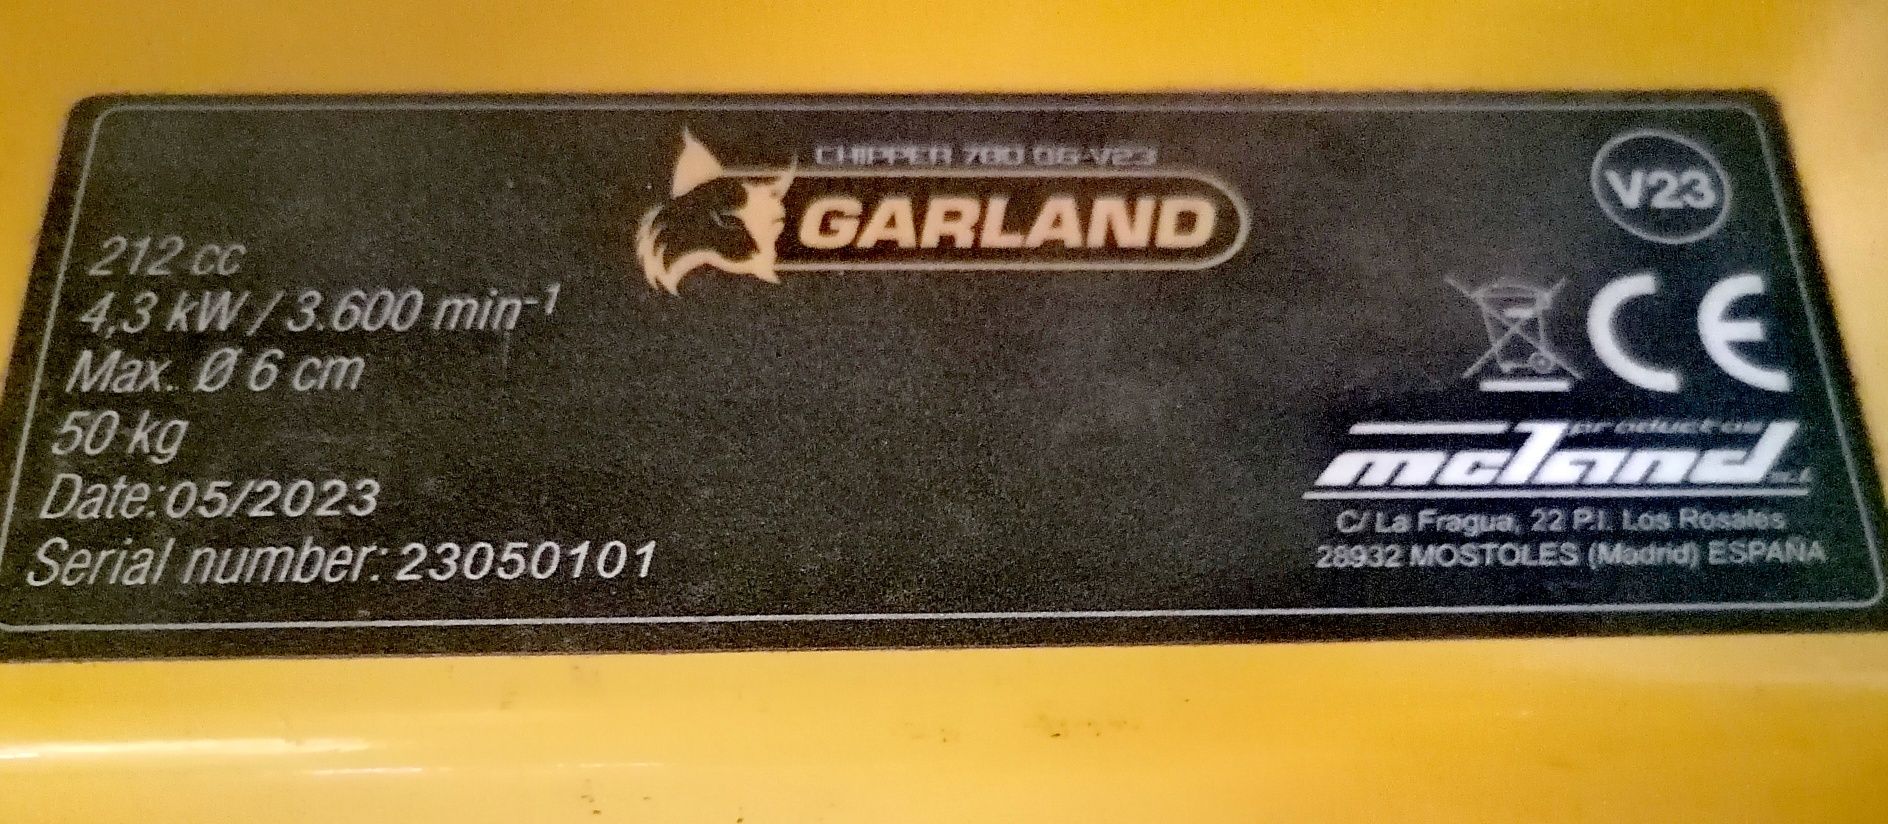 CHIPPER 780 QG-V23
GARLAND
V23
212 cc
4,3 kW / 3.600 min-1
Max. Ø 6 cm
50 kg
Date: 05/2023
Serial number: 23050101
CE
productos
mcland s.l.
C/ La Fragua, 22 P.I. Los Rosales
28932 MOSTOLES (Madrid) ESPAÑA